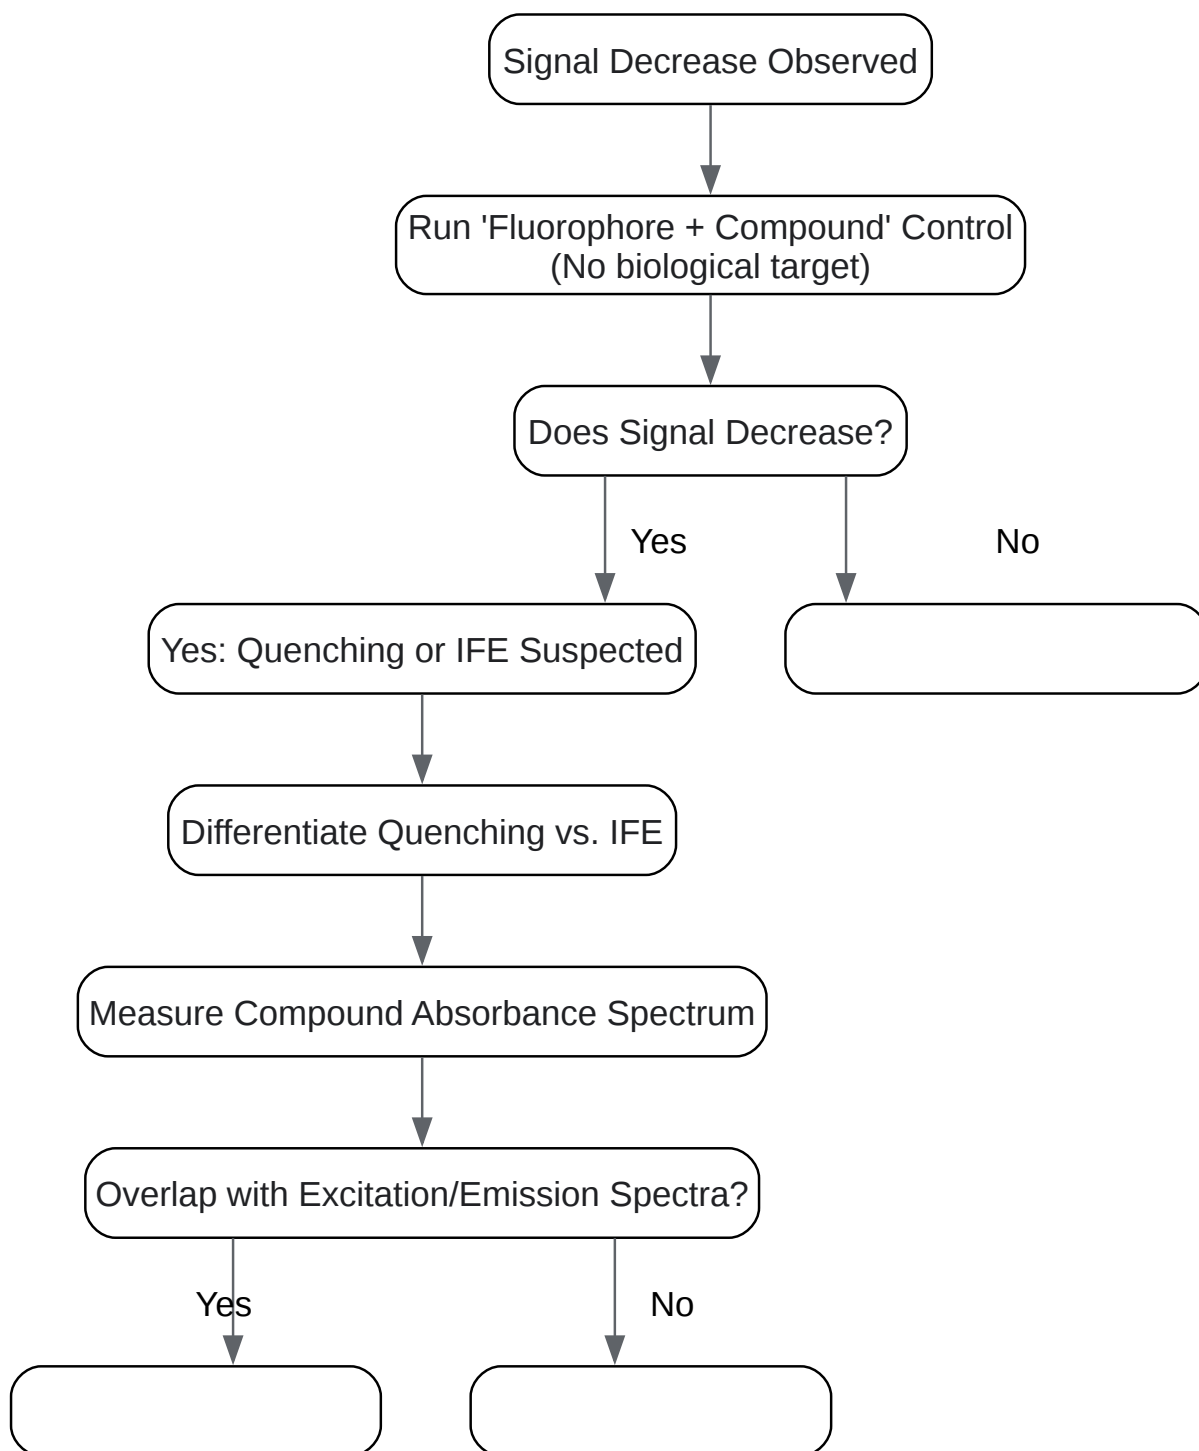 Signal Decrease Observed
Run 'Fluorophore + Compound' Control
(No biological target)
Does Signal Decrease?
Yes
No
Yes: Quenching or IFE Suspected
Differentiate Quenching vs. IFE
Measure Compound Absorbance Spectrum
Overlap with Excitation/Emission Spectra?
Yes
No